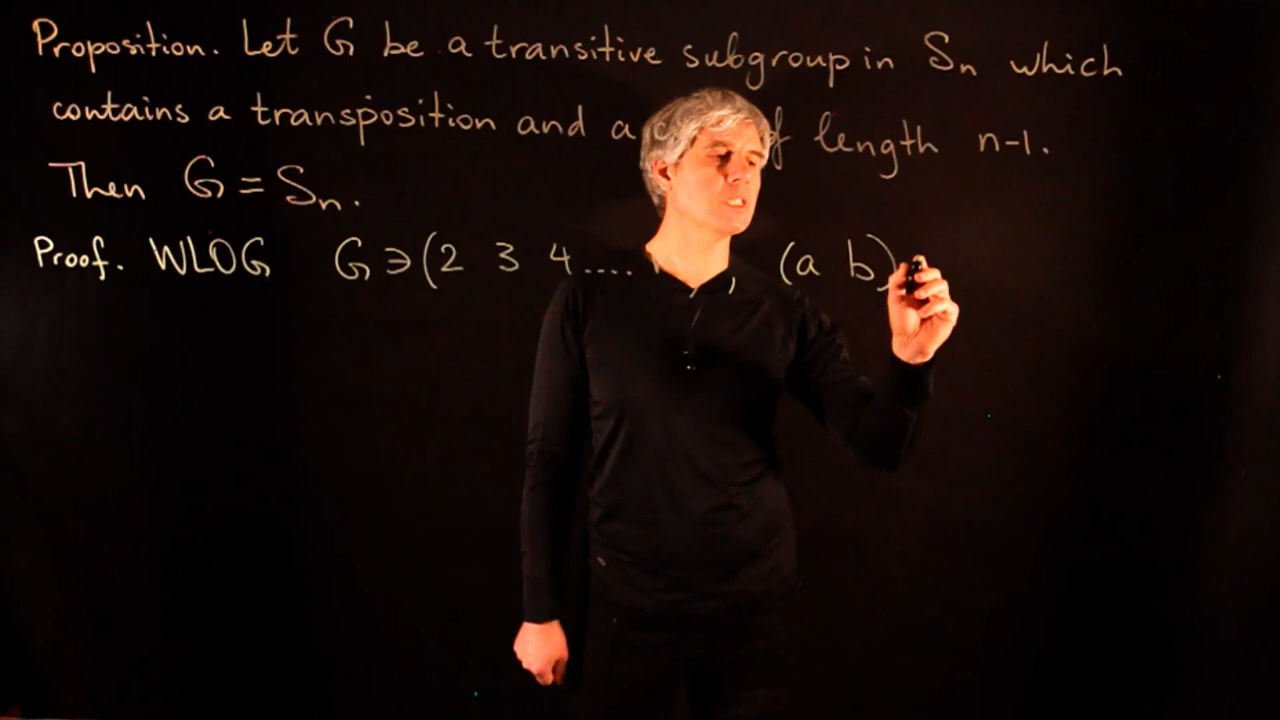 Proposition. Let G be a transitive subgroup in Sₙ which
contains a transposition and a of length n-1.
Then G = Sₙ.
Proof. WLOG G ∋ (2 3 4 .... , (a b)